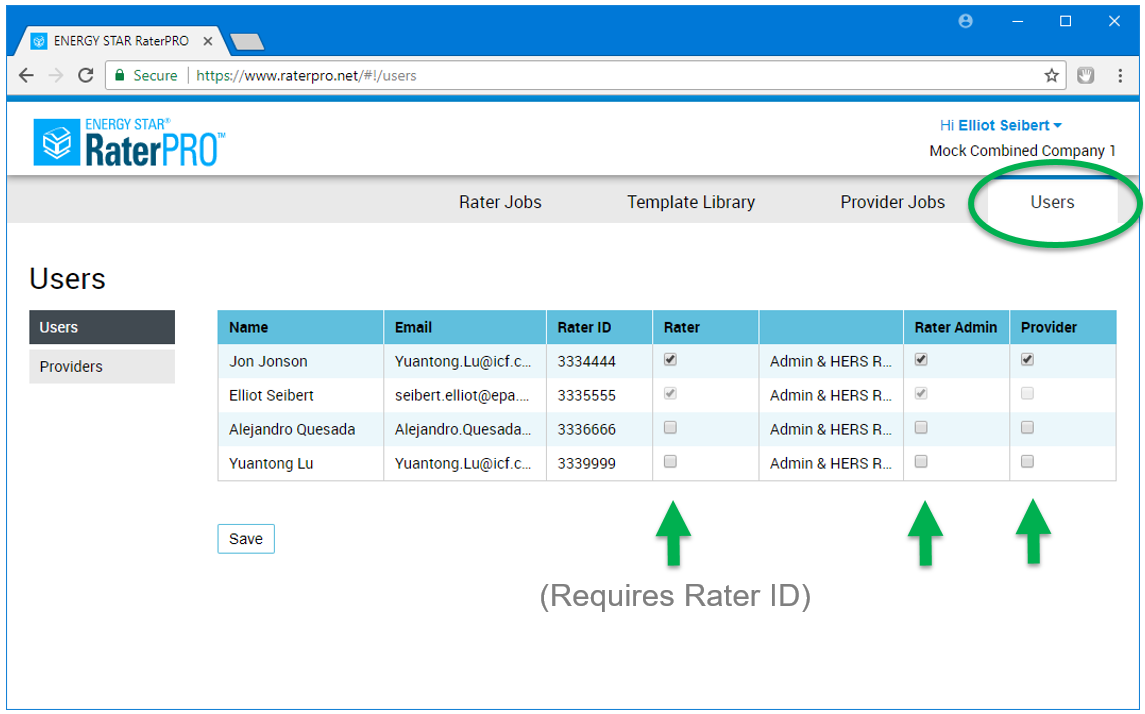 ENERGY STAR RaterPRO
Secure https://www.raterpro.net/#!/users
ENERGY STAR®
RaterPRO™
Hi Elliot Seibert
Mock Combined Company 1
Rater Jobs Template Library Provider Jobs Users
Users
Users
Providers
Name Email Rater ID Rater Rater Admin Provider
Jon Jonson Yuantong.Lu@icf.c... 3334444 Admin & HERS R...
Elliot Seibert seibert.elliot@epa.... 3335555 Admin & HERS R...
Alejandro Quesada Alejandro.Quesada... 3336666 Admin & HERS R...
Yuantong Lu Yuantong.Lu@icf.c... 3339999 Admin & HERS R...
Save
(Requires Rater ID)